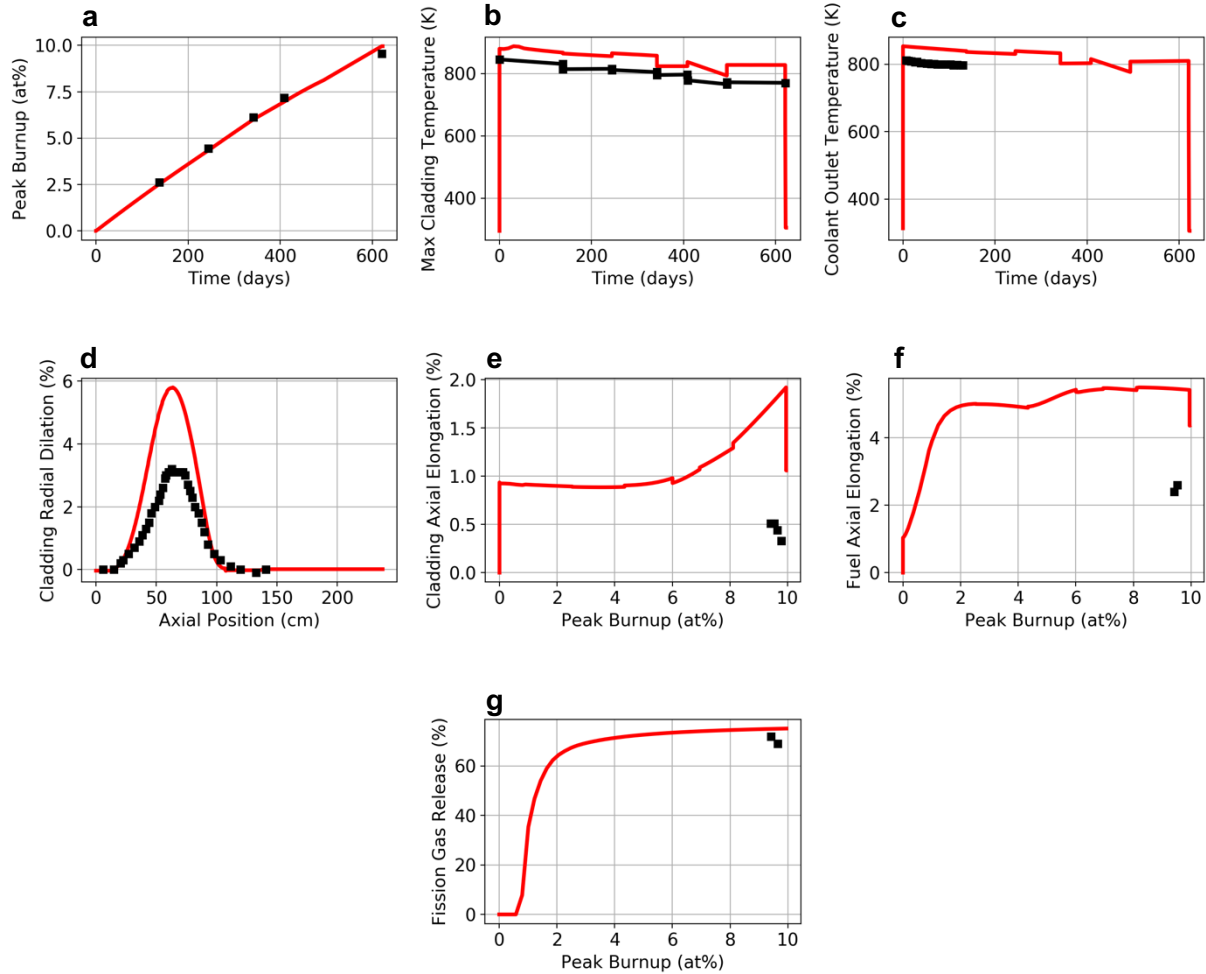 a
10.0
7.5
5.0
2.5
0.0
Peak Burnup (at%)
0 200 400 600
Time (days)
b
800
600
400
Max Cladding Temperature (K)
0 200 400 600
Time (days)
c
800
600
400
Coolant Outlet Temperature (K)
0 200 400 600
Time (days)
d
6
4
2
0
Cladding Radial Dilation (%)
0 50 100 150 200
Axial Position (cm)
e
2.0
1.5
1.0
0.5
0.0
Cladding Axial Elongation (%)
0 2 4 6 8 10
Peak Burnup (at%)
f
4
2
0
Fuel Axial Elongation (%)
0 2 4 6 8 10
Peak Burnup (at%)
g
60
40
20
0
Fission Gas Release (%)
0 2 4 6 8 10
Peak Burnup (at%)